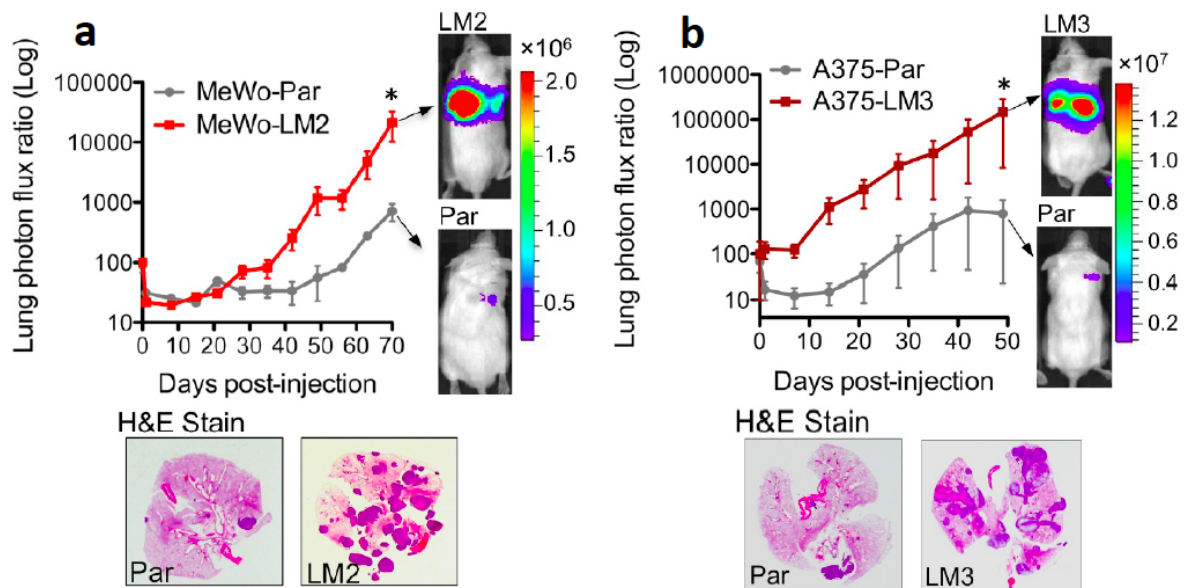 a
Lung photon flux ratio (Log)
100000
10000
1000
100
10
MeWo-Par
MeWo-LM2
*
0 10 20 30 40 50 60 70
Days post-injection
LM2
Par
×10⁶
2.0
1.5
1.0
0.5
H&E Stain
Par
LM2
b
Lung photon flux ratio (Log)
1000000
100000
10000
1000
100
10
A375-Par
A375-LM3
*
0 10 20 30 40 50
Days post-injection
LM3
Par
×10⁷
1.2
1.0
0.8
0.6
0.4
0.2
H&E Stain
Par
LM3